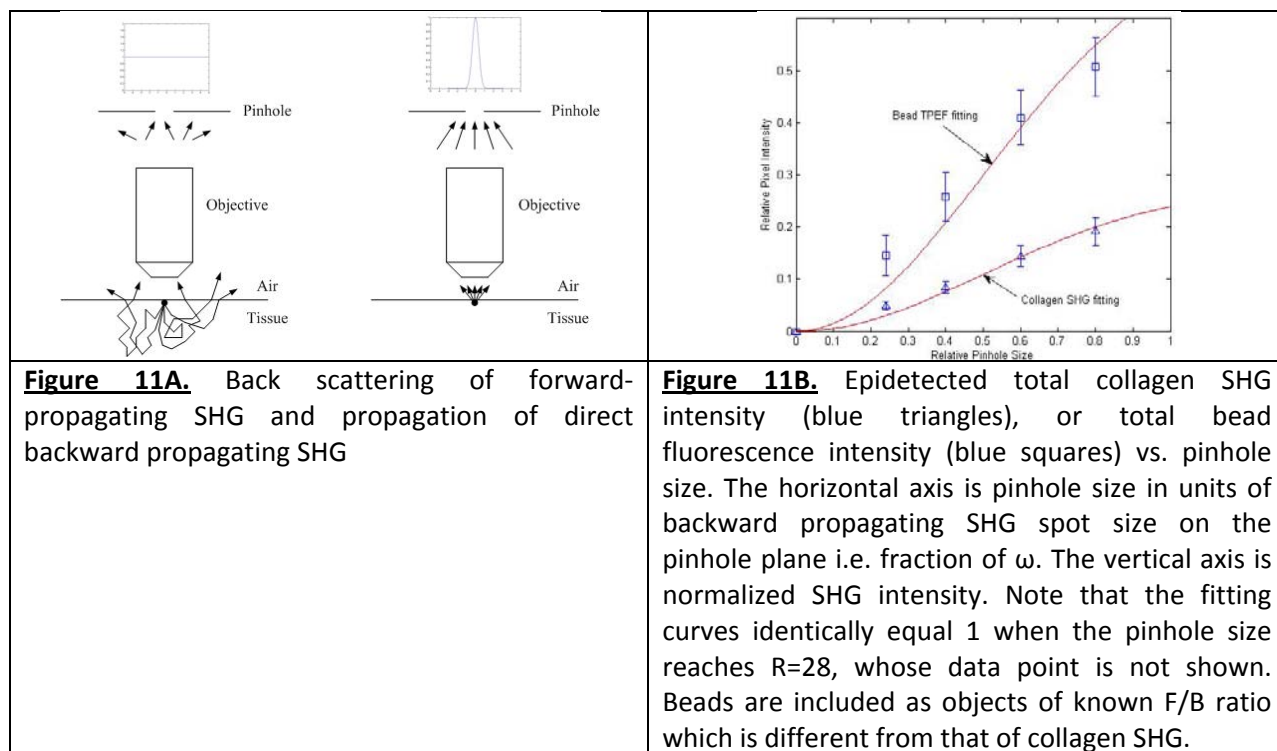 Pinhole
Pinhole
Objective
Objective
Air
Tissue
Air
Tissue
Relative Pixel Intensity
0.5
0.4
0.3
0.2
0.1
0
0
0.1
0.2
0.3
0.4
0.5
0.6
0.7
0.8
0.9
1
Bead TPEF fitting
Collagen SHG fitting
Relative Pinhole Size
Figure 11A. Back scattering of forward-
propagating SHG and propagation of direct
backward propagating SHG
Figure 11B. Epidetected total collagen SHG
intensity (blue triangles), or total bead
fluorescence intensity (blue squares) vs. pinhole
size. The horizontal axis is pinhole size in units of
backward propagating SHG spot size on the
pinhole plane i.e. fraction of ω. The vertical axis is
normalized SHG intensity. Note that the fitting
curves identically equal 1 when the pinhole size
reaches R=28, whose data point is not shown.
Beads are included as objects of known F/B ratio
which is different from that of collagen SHG.